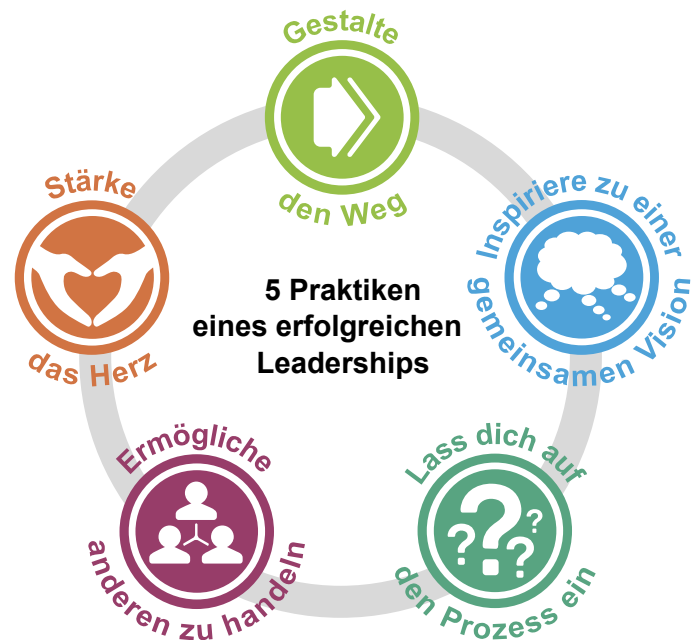 Gestalte
den Weg
Inspiriere zu einer
gemeinsamen Vision
Lass dich auf
den Prozess ein
Ermögliche
anderen zu handeln
Stärke
das Herz
5 Praktiken
eines erfolgreichen
Leaderships
? ? ? ?